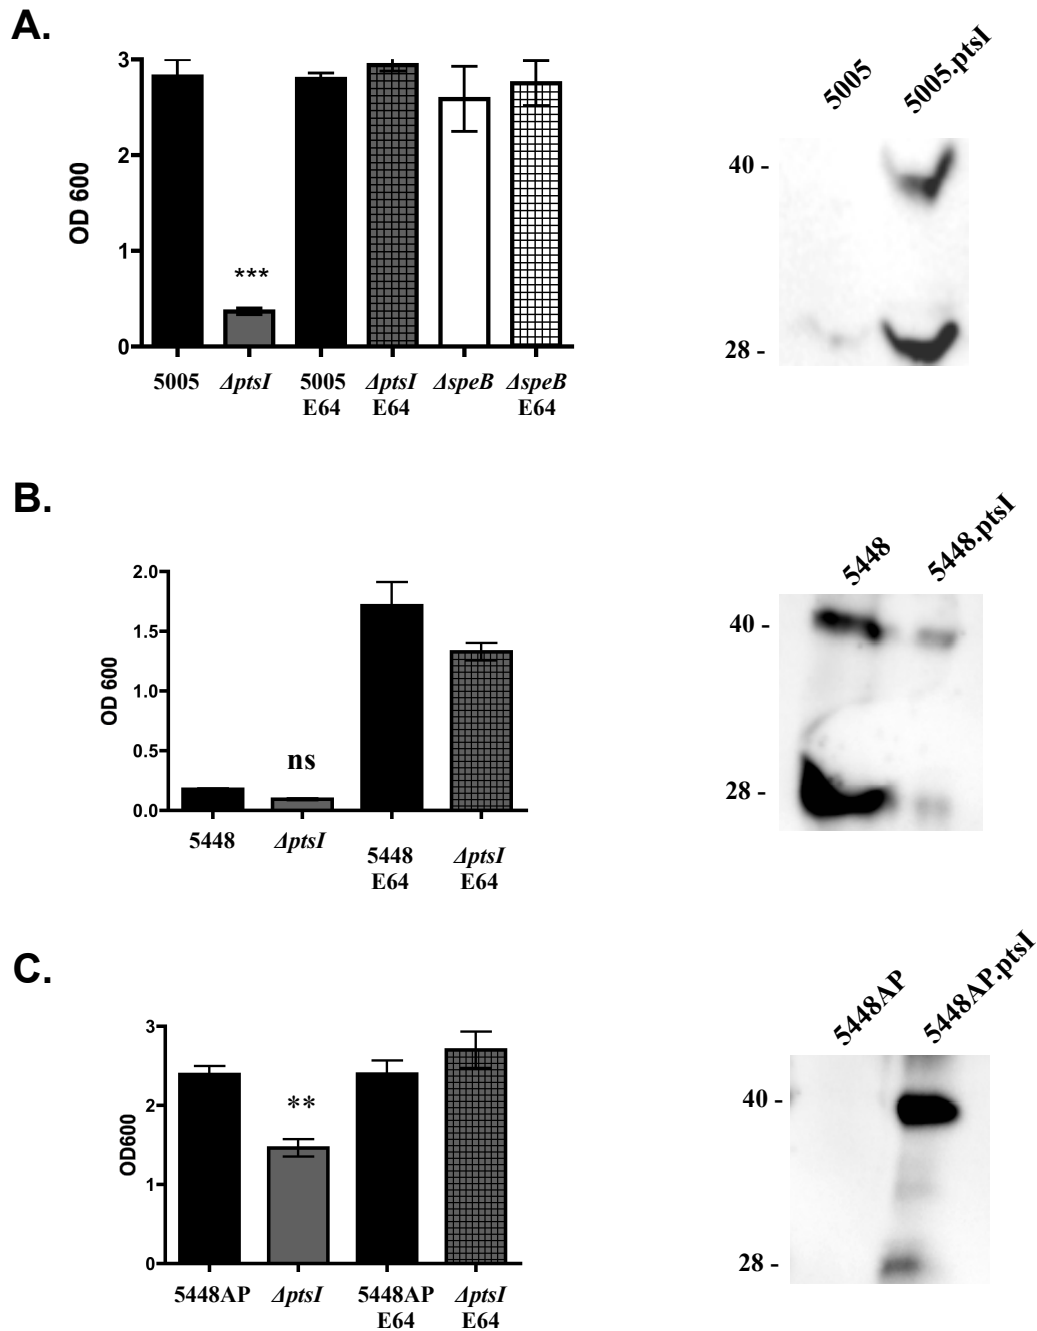 A.
OD 600
3
2
1
0
***
5005 ΔptsI 5005 ΔptsI ΔspeB ΔspeB
E64 E64 E64
5005 5005.ptsI
40 -
28 -
B.
OD 600
2.0
1.5
1.0
0.5
0.0
ns
5448 ΔptsI 5448 ΔptsI
E64 E64
5448 5448.ptsI
40 -
28 -
C.
OD600
3
2
1
0
**
5448AP ΔptsI 5448AP ΔptsI
E64 E64
5448AP 5448AP.ptsI
40 -
28 -